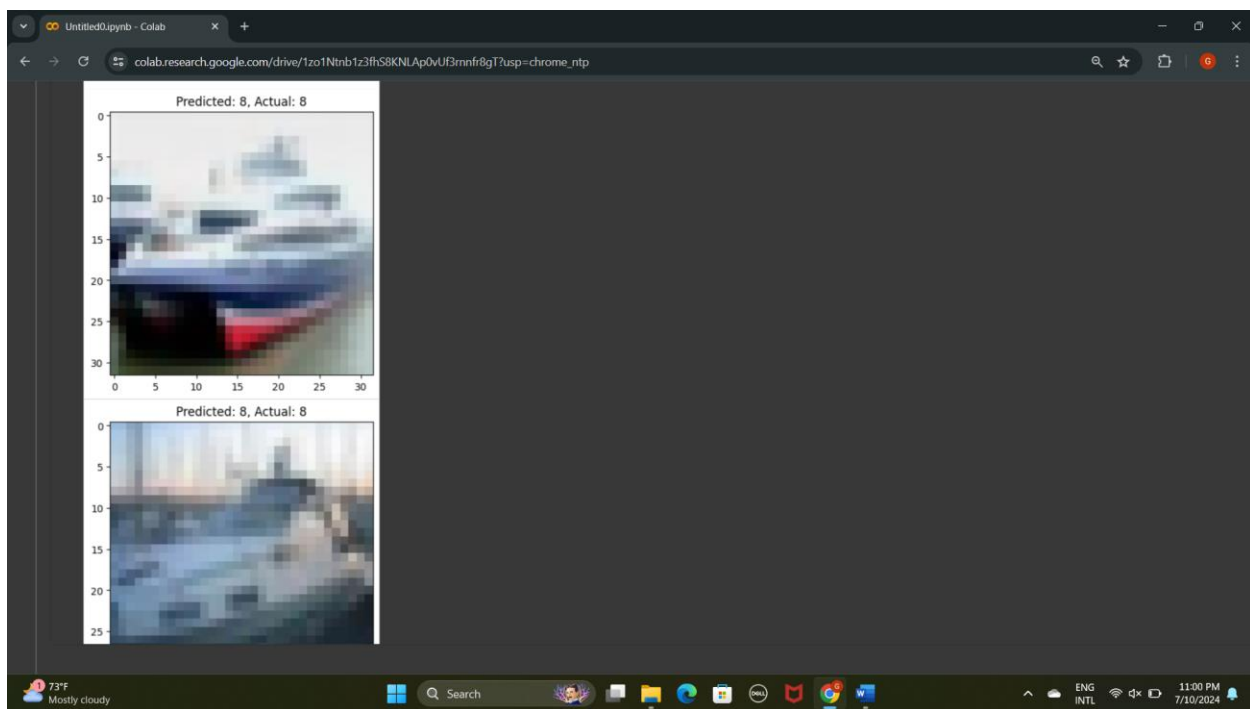 Untitled0.ipynb - Colab
colab.research.google.com/drive/1zo1Ntnb1z3fhS8KNLAp0vUf3rnnfr8gT?usp=chrome_ntp
G
Predicted: 8, Actual: 8
0
5
10
15
20
25
30
0 5 10 15 20 25 30
Predicted: 8, Actual: 8
0
5
10
15
20
25
1
73°F
Mostly cloudy
Search
DELL
W
ENG
INTL
11:00 PM
7/10/2024